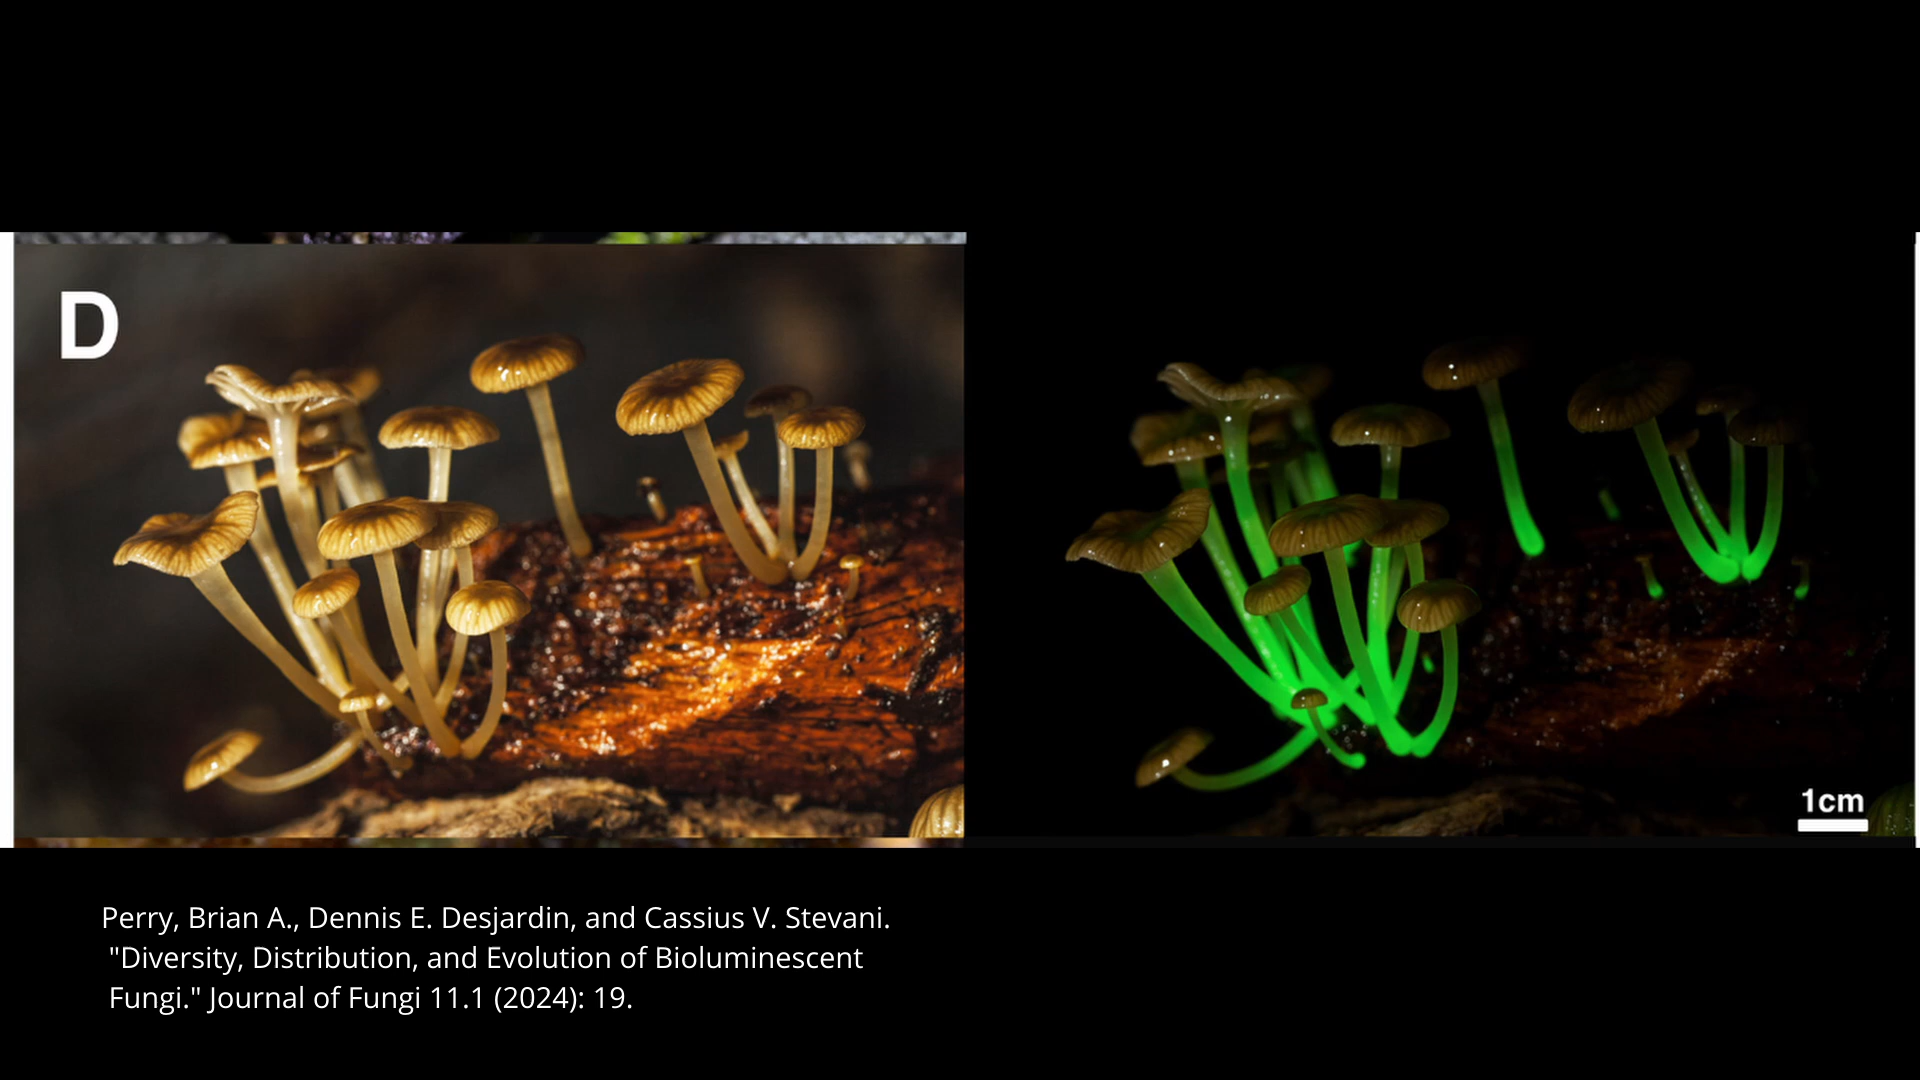 D
1cm
Perry, Brian A., Dennis E. Desjardin, and Cassius V. Stevani.
"Diversity, Distribution, and Evolution of Bioluminescent
Fungi." Journal of Fungi 11.1 (2024): 19.